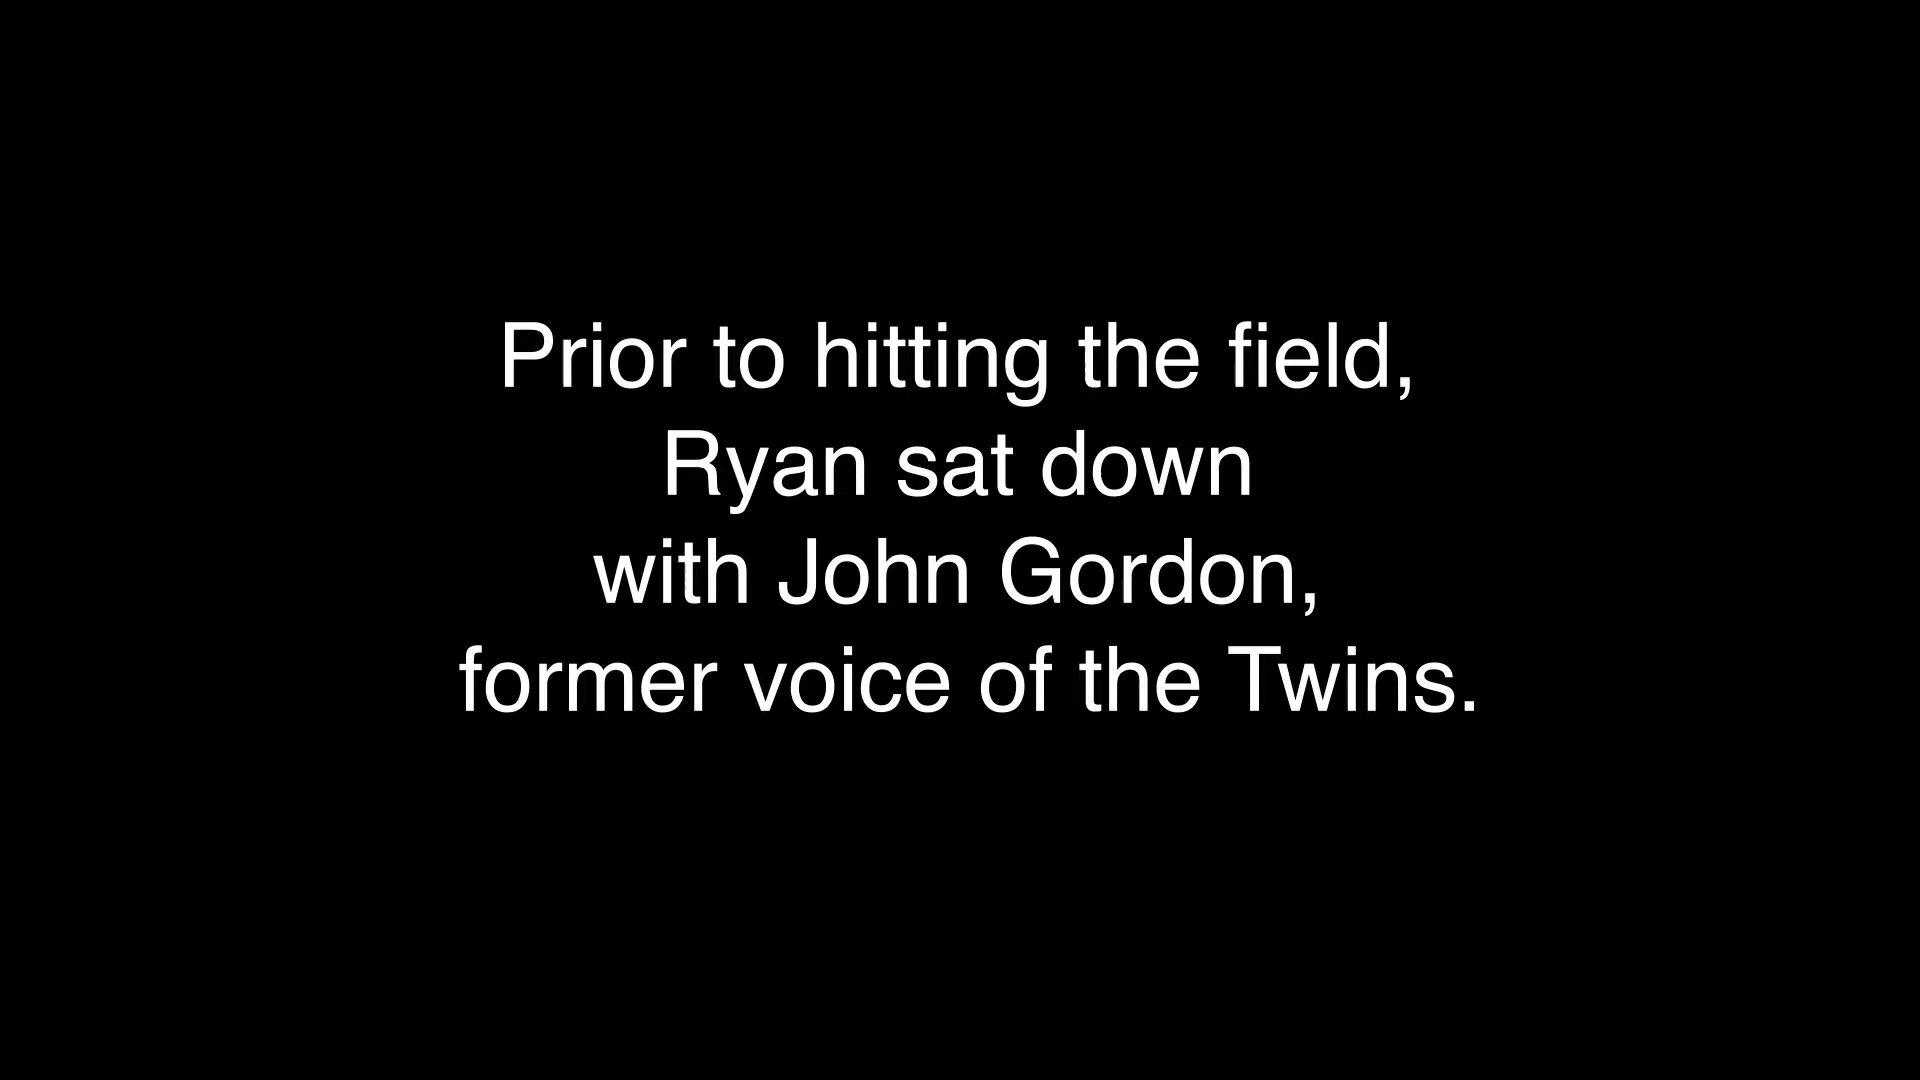 Prior to hitting the field,
Ryan sat down
with John Gordon,
former voice of the Twins.